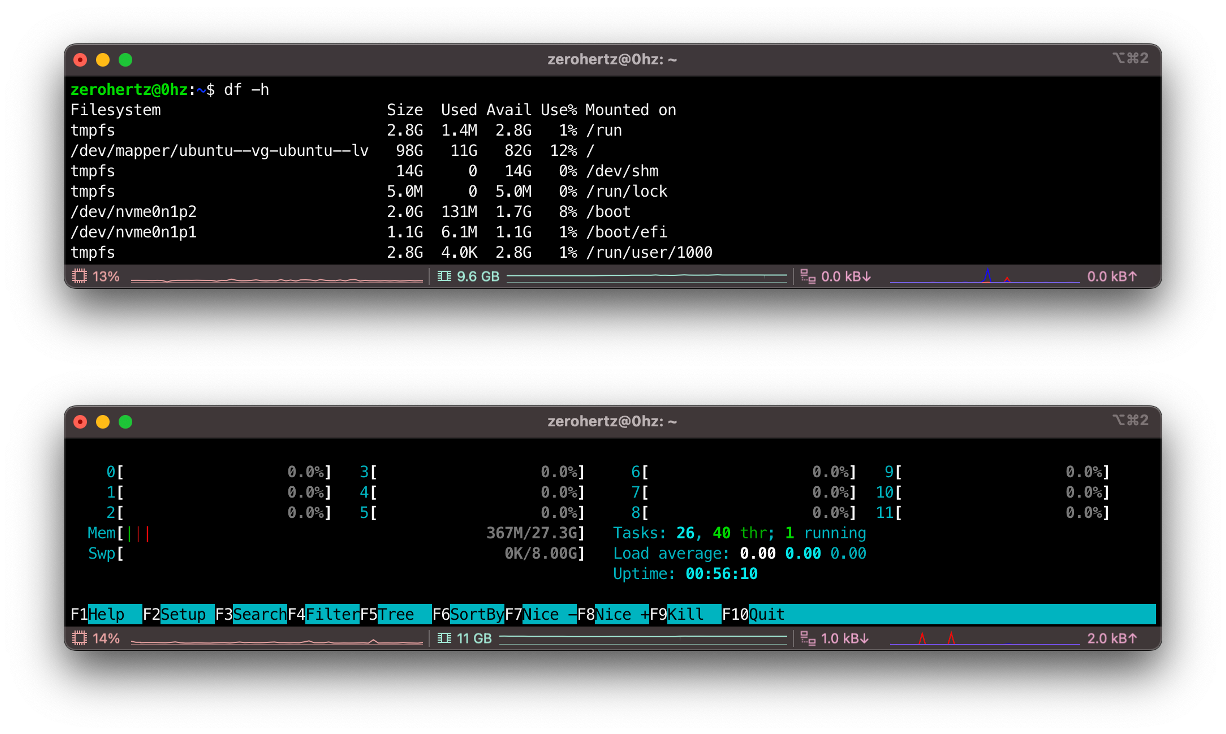 zerohertz@0hz: ~ ⌥⌘2
zerohertz@0hz:~$ df -h
Filesystem Size Used Avail Use% Mounted on
tmpfs 2.8G 1.4M 2.8G 1% /run
/dev/mapper/ubuntu--vg-ubuntu--lv 98G 11G 82G 12% /
tmpfs 14G 0 14G 0% /dev/shm
tmpfs 5.0M 0 5.0M 0% /run/lock
/dev/nvme0n1p2 2.0G 131M 1.7G 8% /boot
/dev/nvme0n1p1 1.1G 6.1M 1.1G 1% /boot/efi
tmpfs 2.8G 4.0K 2.8G 1% /run/user/1000
13% 9.6 GB 0.0 kB↓ 0.0 kB↑
zerohertz@0hz: ~ ⌥⌘2
0[ 0.0%] 3[ 0.0%] 6[ 0.0%] 9[ 0.0%]
1[ 0.0%] 4[ 0.0%] 7[ 0.0%] 10[ 0.0%]
2[ 0.0%] 5[ 0.0%] 8[ 0.0%] 11[ 0.0%]
Mem[||| 367M/27.3G] Tasks: 26, 40 thr; 1 running
Swp[ 0K/8.00G] Load average: 0.00 0.00 0.00
Uptime: 00:56:10
F1Help F2Setup F3SearchF4FilterF5Tree F6SortByF7Nice -F8Nice +F9Kill F10Quit
14% 11 GB 1.0 kB↓ 2.0 kB↑